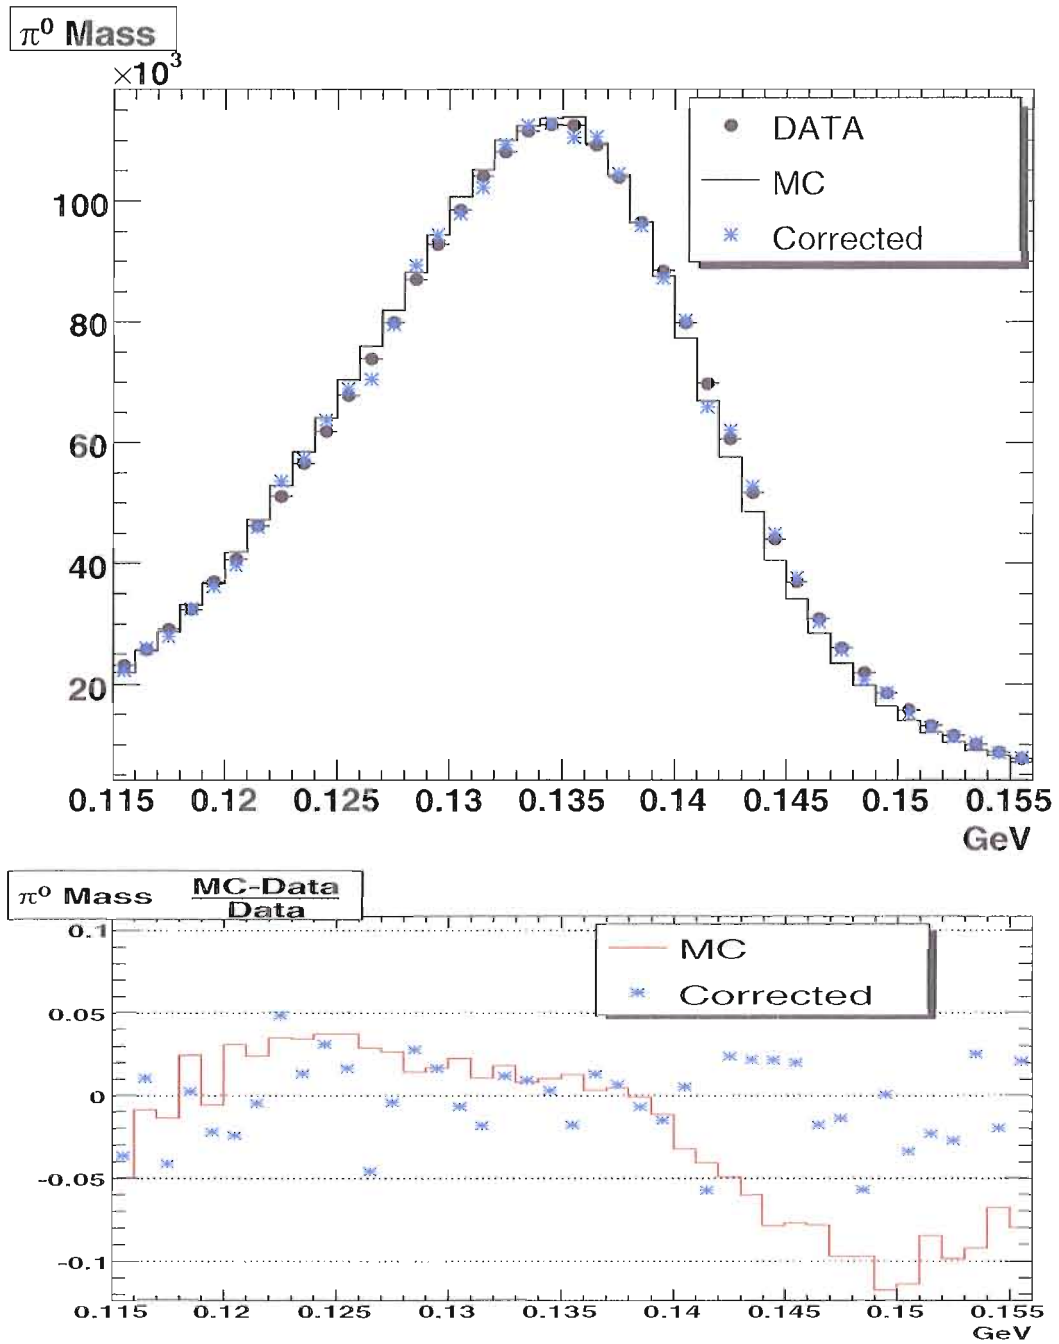 π⁰ Mass
×10³
DATA
MC
Corrected
100
80
60
40
20
0.115 0.12 0.125 0.13 0.135 0.14 0.145 0.15 0.155
GeV
π⁰ Mass MC-Data
Data
0.1
MC
Corrected
0.05
0
-0.05
-0.1
0.115 0.12 0.125 0.13 0.135 0.14 0.145 0.15 0.155
GeV